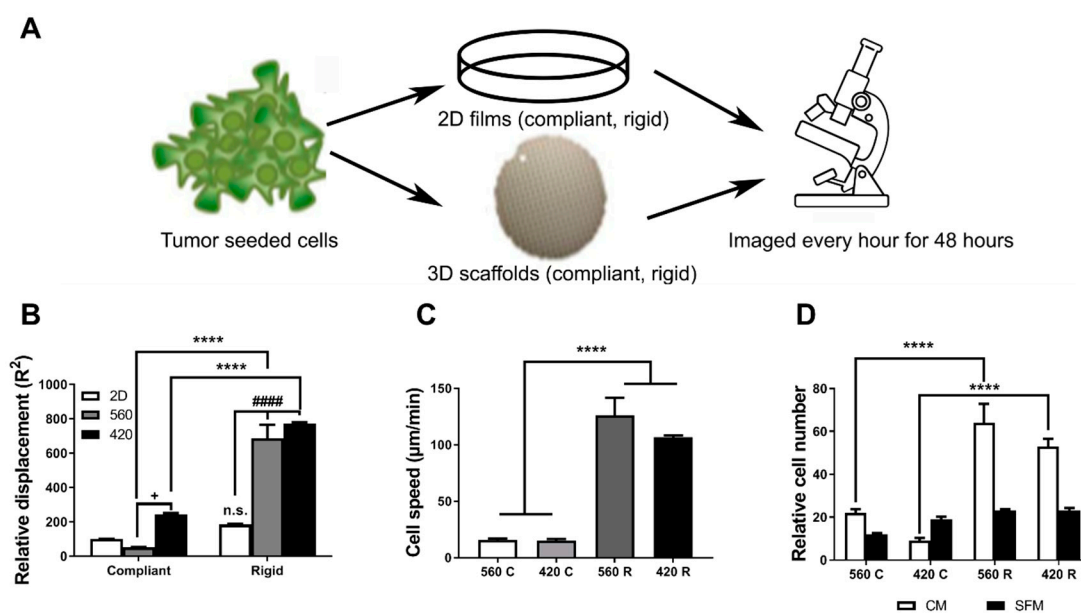 A
2D films (compliant, rigid)
Tumor seeded cells
Imaged every hour for 48 hours
3D scaffolds (compliant, rigid)
B
Relative displacement (R²)
1000
800
600
400
200
0
2D
560
420
****
****
####
+
n.s.
Compliant
Rigid
C
Cell speed (µm/min)
150
100
50
0
****
560 C
420 C
560 R
420 R
D
Relative cell number
80
60
40
20
0
****
****
560 C
420 C
560 R
420 R
CM
SFM